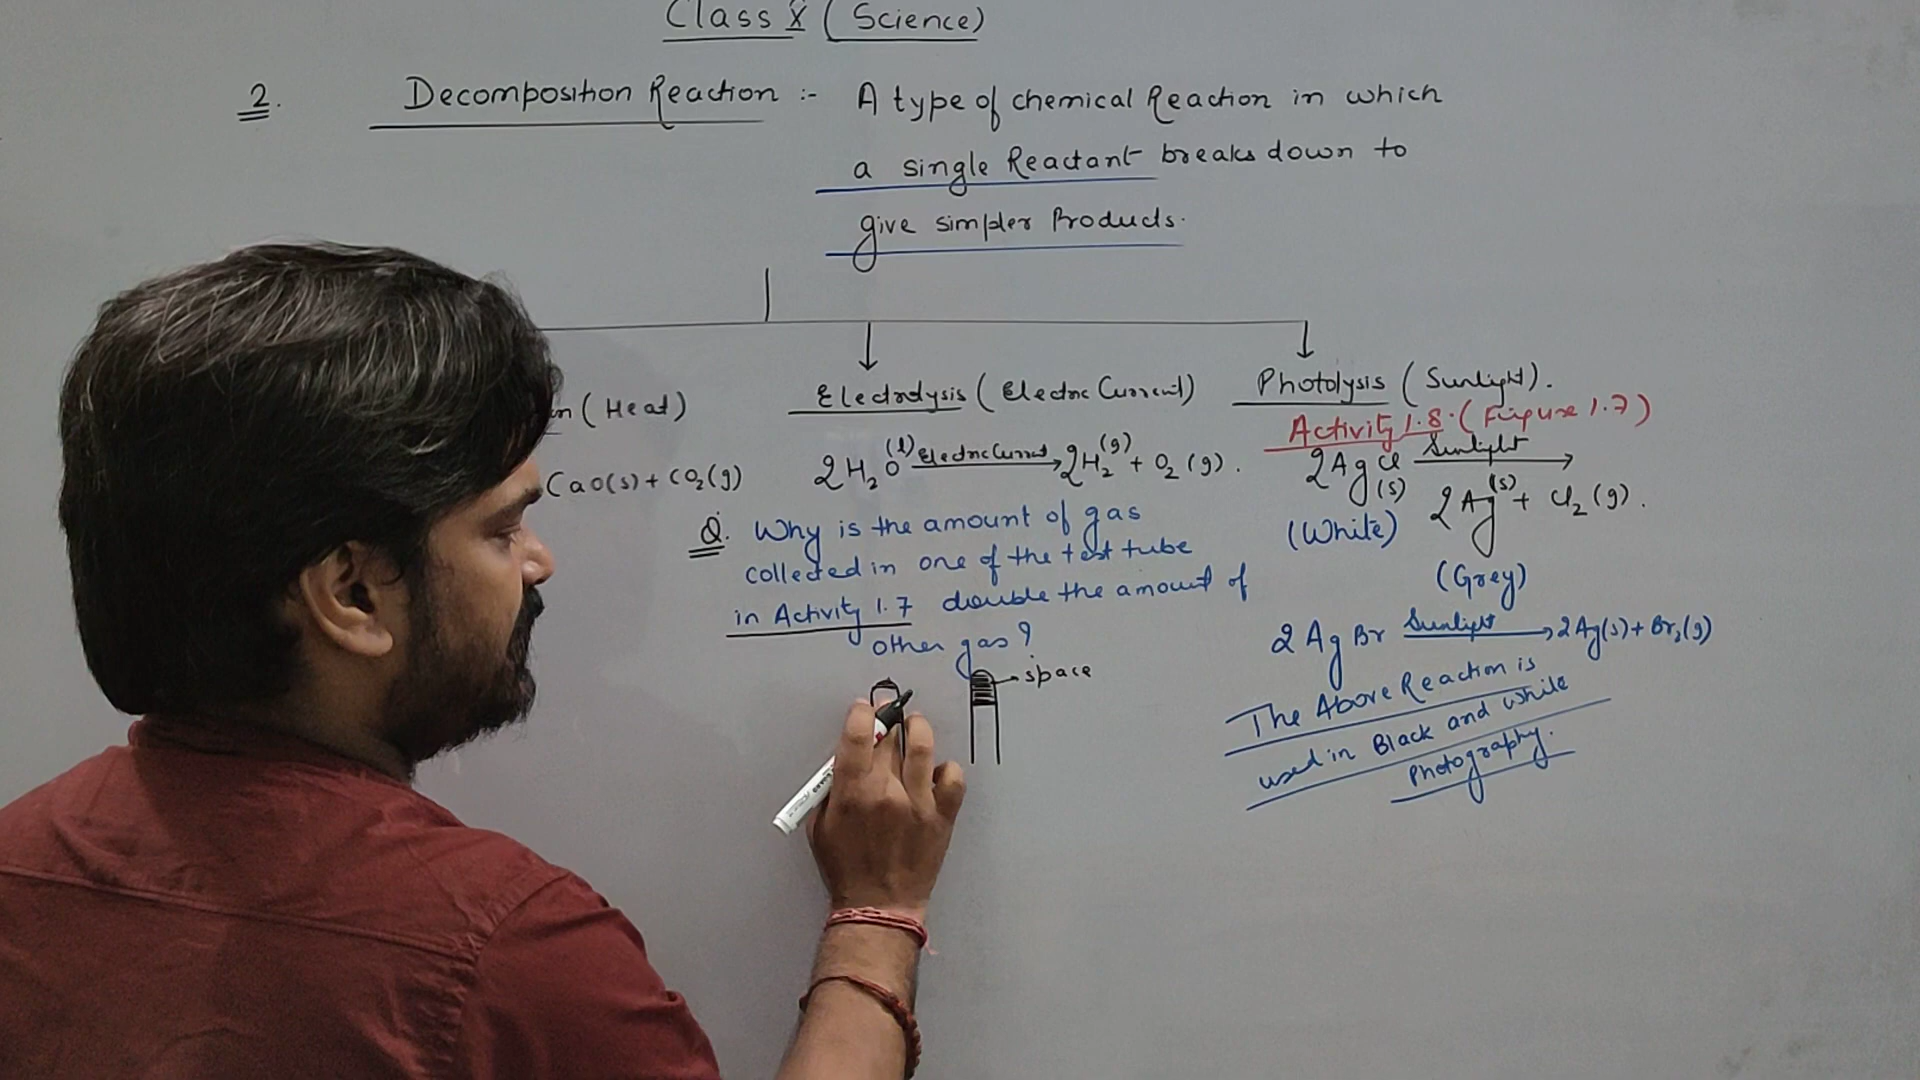 Class X (Science)
2. Decomposition Reaction :- A type of chemical Reaction in which
a single Reactant breaks down to
give simpler Products.
n (Heat)
CaO(s) + CO₂(g)
Electrolysis (Electric Current)
2H₂O (l) Electric Current → 2H₂ (g) + O₂ (g).
Q. Why is the amount of gas
collected in one of the test tube
in Activity 1.7 double the amount of
other gas?
space
Photolysis (Sunlight).
Activity 1.8. (Figure 1.7)
2AgCl (s) Sunlight →
2Ag (s) + Cl₂ (g).
(White)
(Grey)
2AgBr Sunlight → 2Ag(s) + Br₂(g)
The Above Reaction is
used in Black and While
Photography.